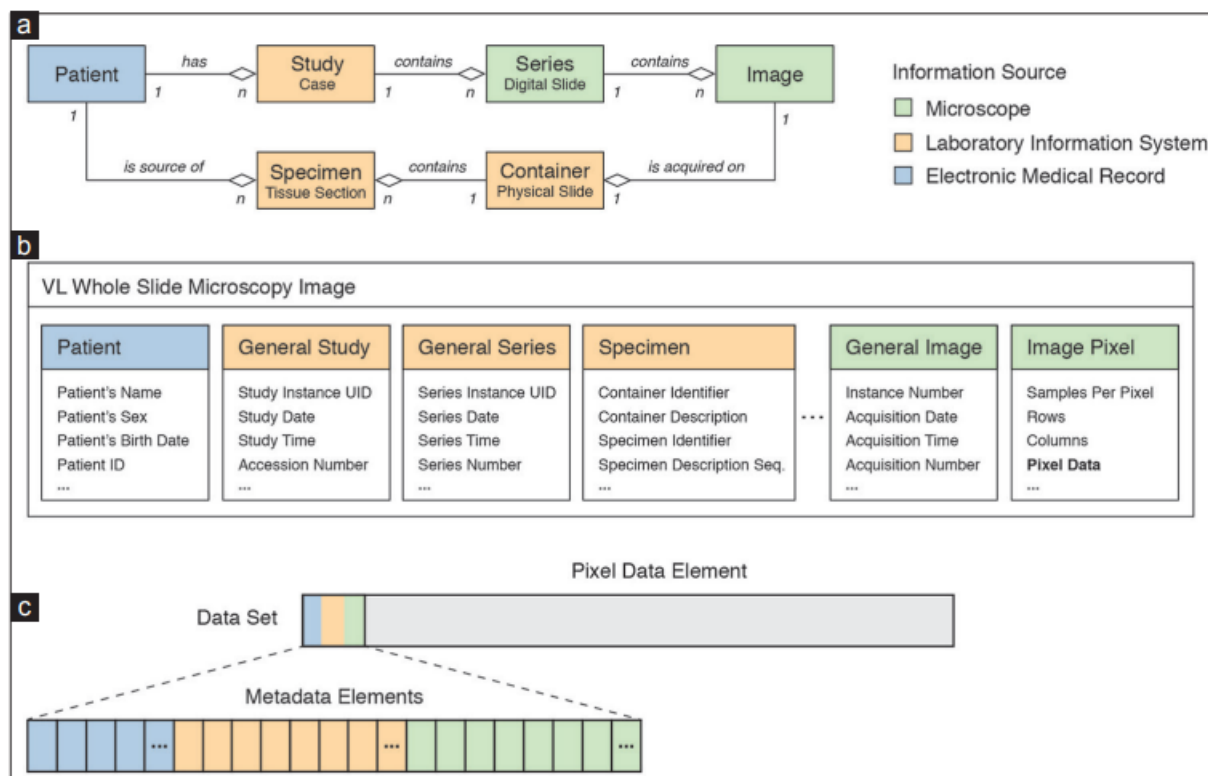 a
Patient
has
1
n
Study
Case
contains
1
n
Series
Digital Slide
contains
1
n
Image
1
1
is source of
n
Specimen
Tissue Section
contains
n
1
Container
Physical Slide
is acquired on
1
Information Source
Microscope
Laboratory Information System
Electronic Medical Record
b
VL Whole Slide Microscopy Image
Patient
Patient's Name
Patient's Sex
Patient's Birth Date
Patient ID
...
General Study
Study Instance UID
Study Date
Study Time
Accession Number
...
General Series
Series Instance UID
Series Date
Series Time
Series Number
...
Specimen
Container Identifier
Container Description
Specimen Identifier
Specimen Description Seq.
...
...
General Image
Instance Number
Acquisition Date
Acquisition Time
Acquisition Number
...
Image Pixel
Samples Per Pixel
Rows
Columns
Pixel Data
...
c
Pixel Data Element
Data Set
Metadata Elements
... ... ...